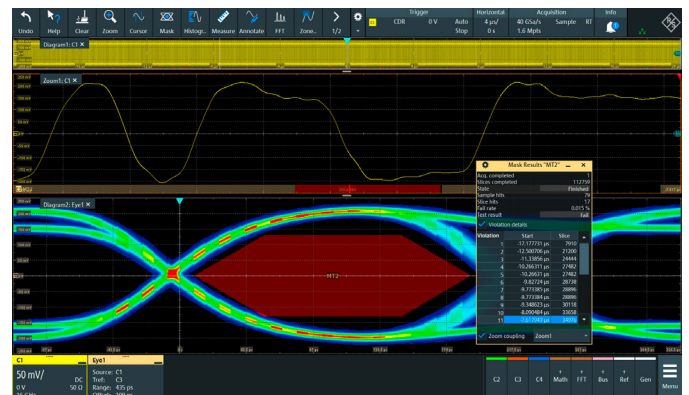 Trigger Horizontal Acquisition Info
CDR 0 V Auto 4 µs/ 40 GSa/s Sample RT
Stop 0 s 1.6 Mpts
Undo Help Clear Zoom Cursor Mask Histogr.. Measure Annotate FFT Zone.. 1/2
Diagram1: C1 ×
Zoom1: C1 ×
Diagram2: Eye1 ×
MT2
Mask Results "MT2"
Acq. completed 1
Slices completed
State Finished
Sample hits 79
Slice hits 17
Fail rate 0.015 %
Test result Fail
Violation details
Violation Start Slice
1 -17.177731 µs 7910
2 -12.500706 µs 21200
3 -11.33856 µs 24444
4 -10.266311 µs 27482
5 -10.26631 µs 27482
6 -9.82724 µs 28738
7 -9.773385 µs 28896
8 -9.773384 µs 28896
9 -9.348623 µs 30118
10 -8.090484 µs 33658
11
Zoom coupling Zoom1
C1
50 mV/ DC
0 V 50 Ω
16 GHz
Eye1
Source: C1
Tref: C3
Range: 435 ps
Offset: 109 ps
C2 C3 C4 Math FFT Bus Ref Gen Menu